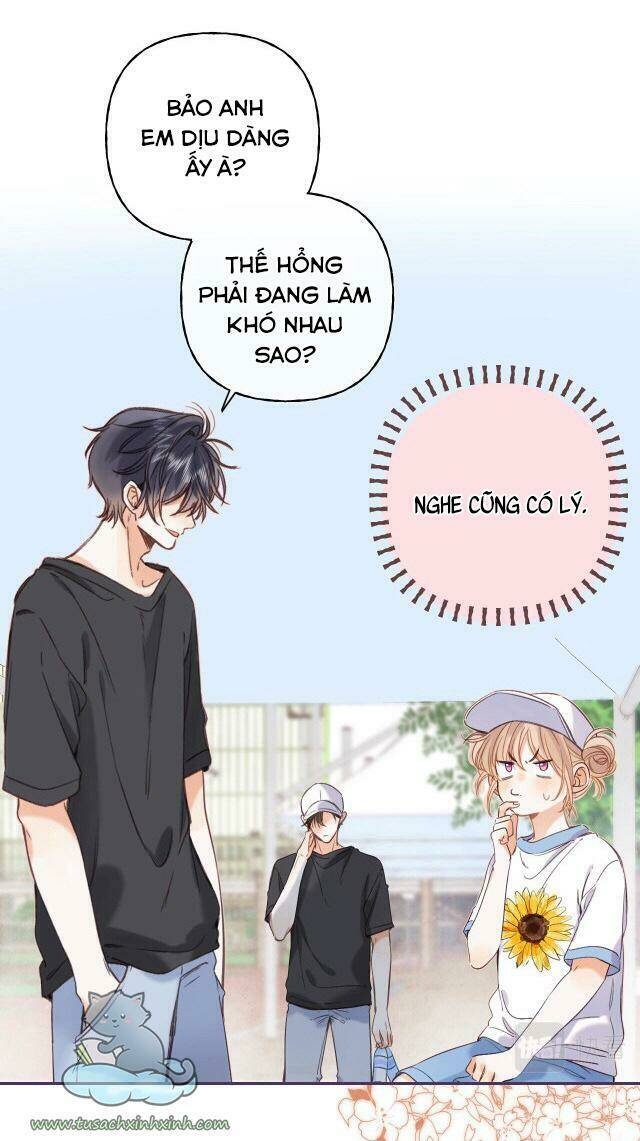 BẢO ANH
EM DỊU DÀNG
ẤY À?
THẾ HỔNG
PHẢI ĐANG LÀM
KHÓ NHAU
SAO?
NGHE CŨNG CÓ LÝ.
www.tusachxinhxinh.com